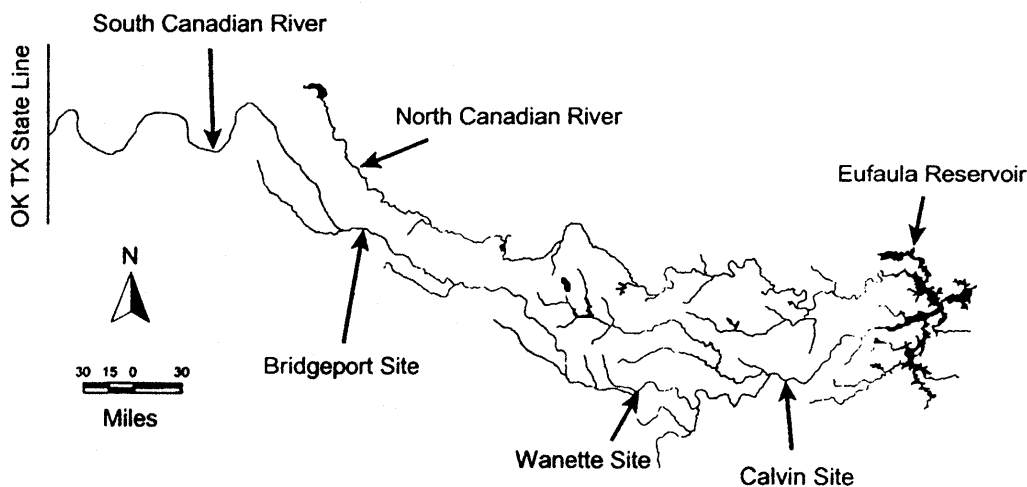 South Canadian River
OK TX State Line
North Canadian River
Eufaula Reservoir
N
Bridgeport Site
30 15 0 30
Miles
Wanette Site
Calvin Site